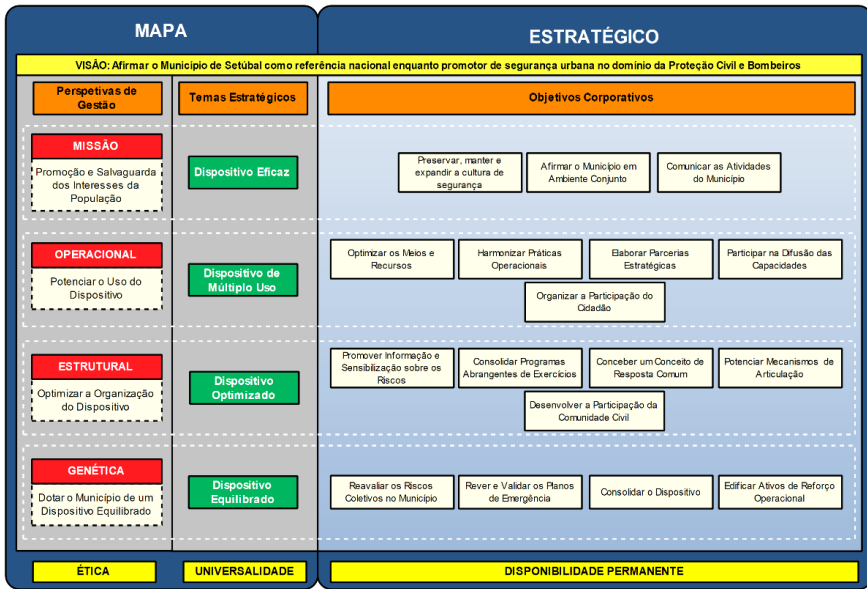 MAPA
ESTRATÉGICO
VISÃO: Afirmar o Município de Setúbal como referência nacional enquanto promotor de segurança urbana no domínio da Proteção Civil e Bombeiros
Perspetivas de
Gestão
Temas Estratégicos
Objetivos Corporativos
MISSÃO
Promoção e Salvaguarda
dos Interesses da
População
Dispositivo Eficaz
Preservar, manter e
expandir a cultura de
segurança
Afirmar o Município em
Ambiente Conjunto
Comunicar as Atividades
do Município
OPERACIONAL
Potenciar o Uso do
Dispositivo
Dispositivo de
Múltiplo Uso
Optimizar os Meios e
Recursos
Harmonizar Práticas
Operacionais
Elaborar Parcerias
Estratégicas
Participar na Difusão das
Capacidades
Organizar a Participação do
Cidadão
ESTRUTURAL
Optimizar a Organização
do Dispositivo
Dispositivo
Optimizado
Promover Informação e
Sensibilização sobre os
Riscos
Consolidar Programas
Abrangentes de Exercícios
Conceber um Conceito de
Resposta Comum
Potenciar Mecanismos de
Articulação
Desenvolver a Participação da
Comunidade Civil
GENÉTICA
Dotar o Município de um
Dispositivo Equilibrado
Dispositivo
Equilibrado
Reavaliar os Riscos
Coletivos no Município
Rever e Validar os Planos
de Emergência
Consolidar o Dispositivo
Edificar Ativos de Reforço
Operacional
ÉTICA
UNIVERSALIDADE
DISPONIBILIDADE PERMANENTE